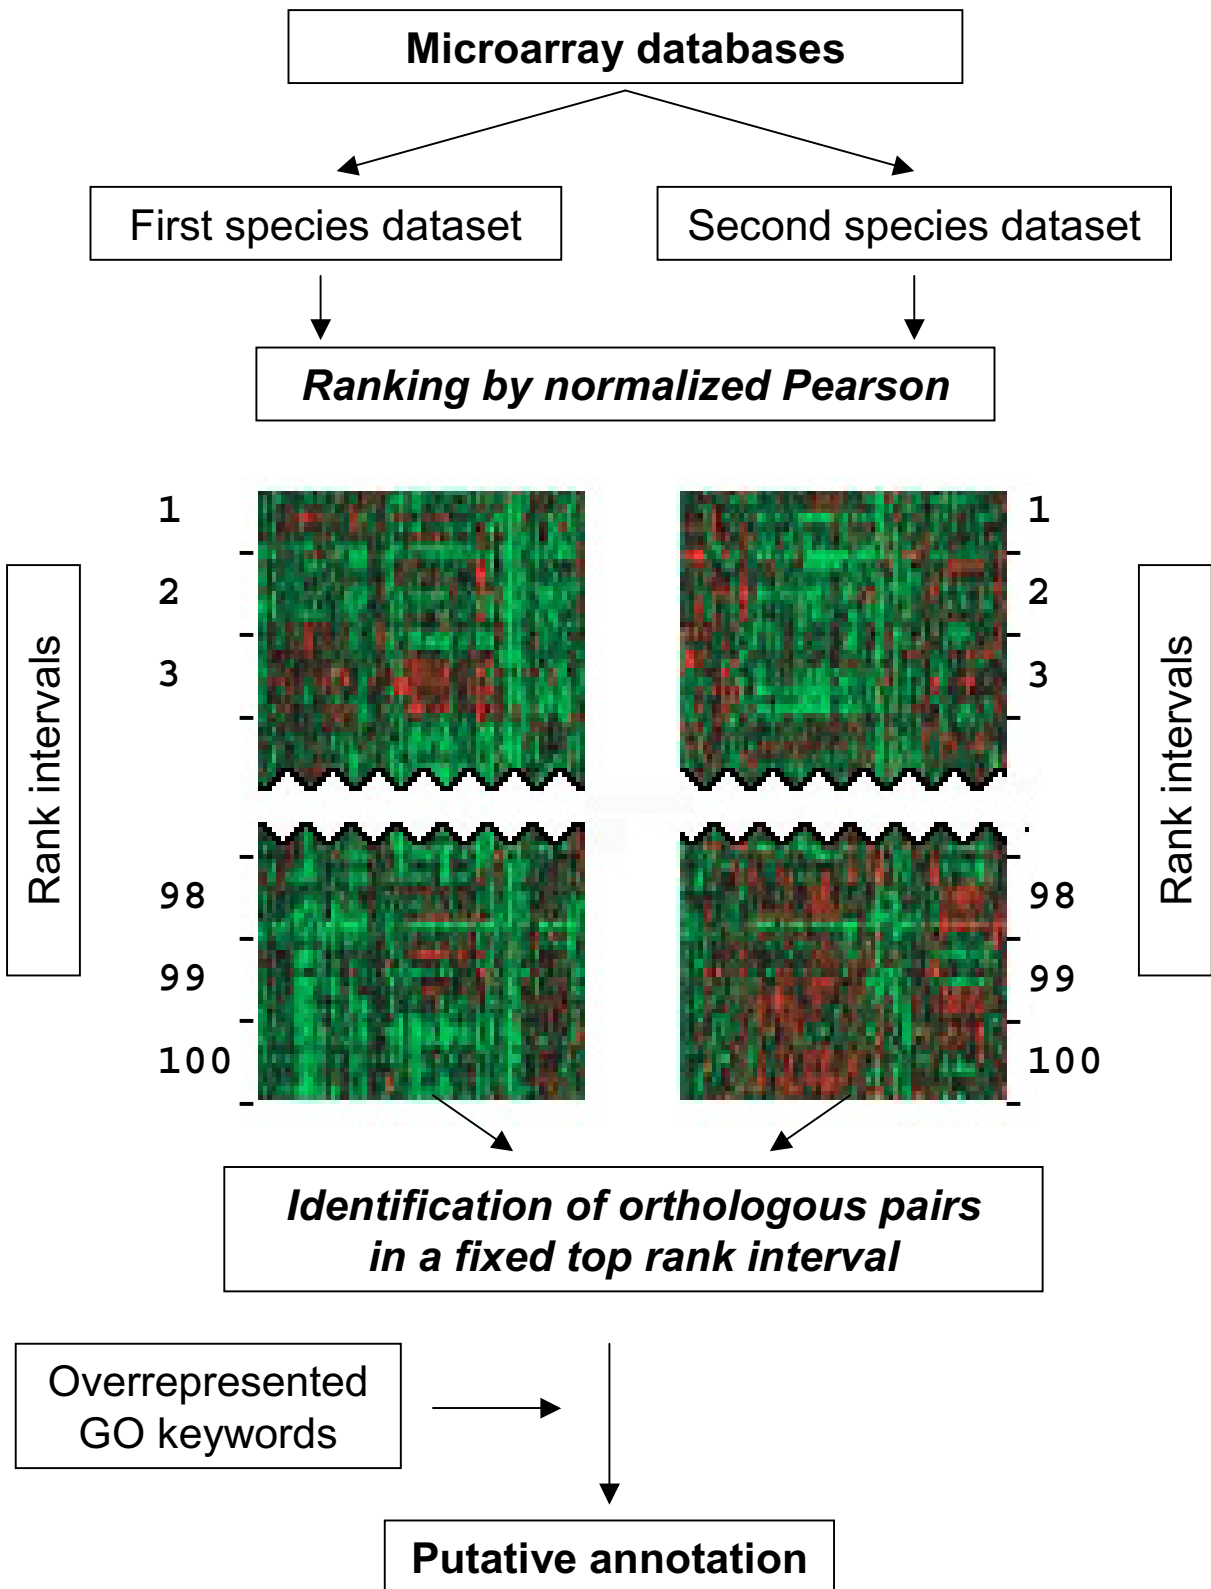 Microarray databases
First species dataset
Second species dataset
Ranking by normalized Pearson
Rank intervals
1
2
3
98
99
100
1
2
3
98
99
100
Rank intervals
Identification of orthologous pairs
in a fixed top rank interval
Overrepresented
GO keywords
Putative annotation